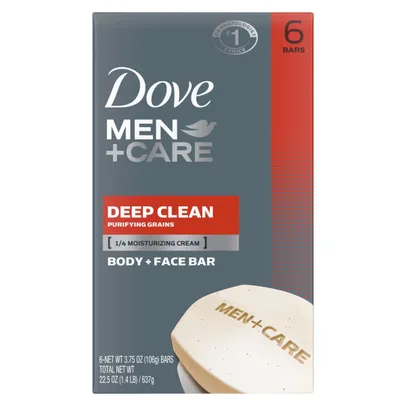 #1
6
BARS
Dove
MEN
+CARE
DEEP CLEAN
PURIFYING GRAINS
[ 1/4 MOISTURIZING CREAM ]
BODY + FACE BAR
MEN+CARE
6-NET WT 3.75 OZ (106g) BARS
TOTAL NET WT
22.5 OZ (1.4 LB) / 637g